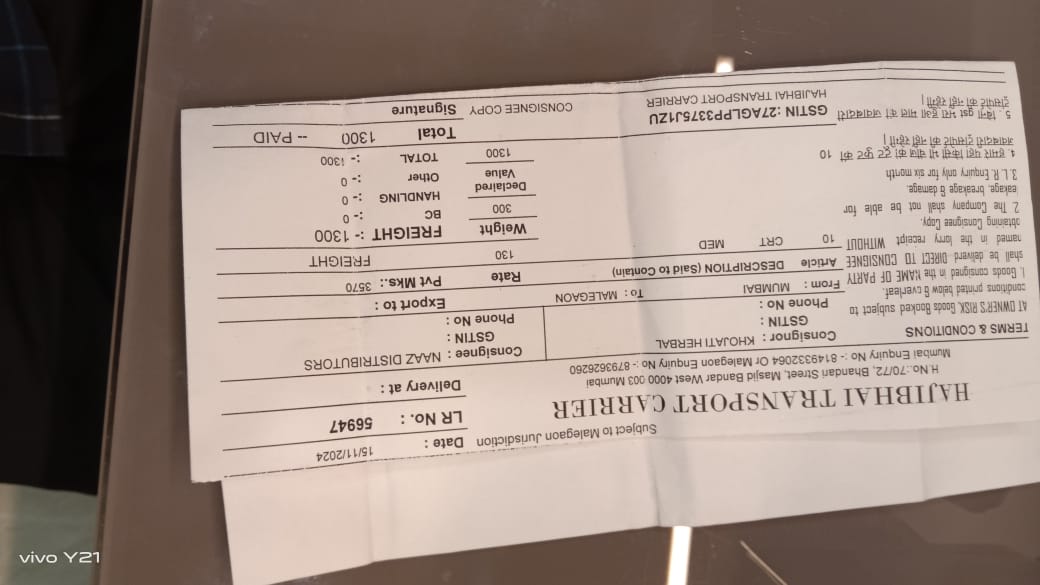 Subject to Malegaon Jurisdiction
HAJIBHAI TRANSPORT CARRIER
H.No.:70/72, Bhandari Street, Masjid Bandar West 4000 003 Mumbai
Mumbai Enquiry No :- 8149332064 Or Malegaon Enquiry No :- 8793626260
Date : 15/11/2024
LR No. : 56947
Delivery at :
TERMS & CONDITIONS
AT OWNER'S RISK, Goods Booked subject to
conditions printed below & overleaf.
1. Goods consigned in the NAME OF PARTY
shall be deliverd DIRECT TO CONSIGNEE
named in the lorry receipt WITHOUT
obtaining Consignee Copy.
2 The Company shall not be able for
leakage, breakage & damage.
3. L.R. Enquiry only for six month
4. हमारे यहा किसी भी बोज की टूट फुट की
जवाबदारी ट्रांसपोर्ट की नहीं रहेगी |
5. बिना वुक्त भरा हुआ माल की जवाबदारी
ट्रांसपोर्ट की नहीं रहेंगी |
Consignor : KHOJATI HERBAL
GSTIN :
Phone No :
Consignee : NAAZ DISTRIBUTORS
GSTIN :
Phone No :
From : MUMBAI To : MALEGAON Export to :
Article DESCRIPTION (Said to Contain) Rate Pvt Mks.: 3570
10 CRT MED 130 FREIGHT
10
Weight
300
Declaired
Value
1300
FREIGHT :- 1300
BC :- 0
HANDLING :- 0
Other :- 0
TOTAL :- 1300
Total 1300 -- PAID
GSTIN :27AGLPP3375J1ZU
HAJIBHAI TRANSPORT CARRIER
CONSIGNEE COPY Signature
vivo Y21